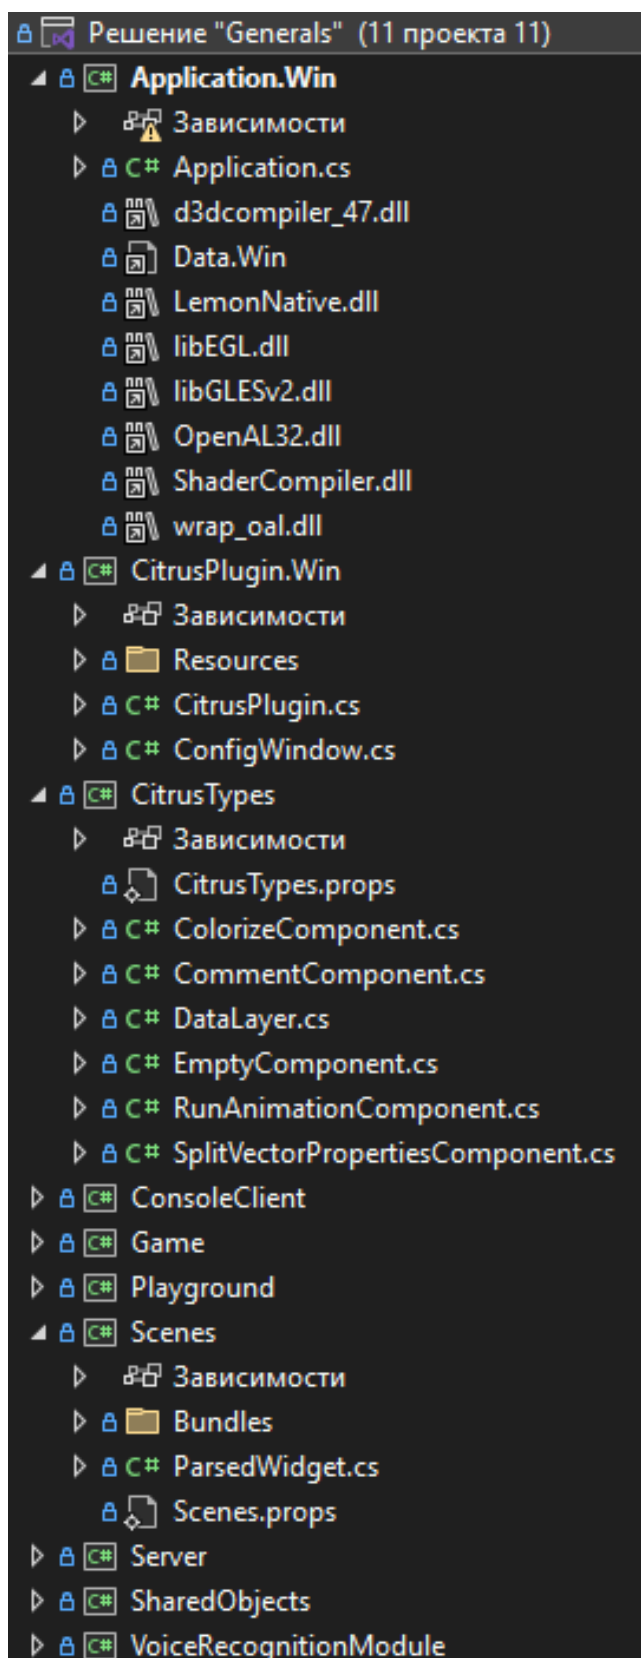 Решение "Generals" (11 проекта 11)
C# Application.Win
Зависимости
C# Application.cs
d3dcompiler_47.dll
Data.Win
LemonNative.dll
libEGL.dll
libGLESv2.dll
OpenAL32.dll
ShaderCompiler.dll
wrap_oal.dll
C# CitrusPlugin.Win
Зависимости
Resources
C# CitrusPlugin.cs
C# ConfigWindow.cs
C# CitrusTypes
Зависимости
CitrusTypes.props
C# ColorizeComponent.cs
C# CommentComponent.cs
C# DataLayer.cs
C# EmptyComponent.cs
C# RunAnimationComponent.cs
C# SplitVectorPropertiesComponent.cs
C# ConsoleClient
C# Game
C# Playground
C# Scenes
Зависимости
Bundles
C# ParsedWidget.cs
Scenes.props
C# Server
C# SharedObjects
C# VoiceRecognitionModule